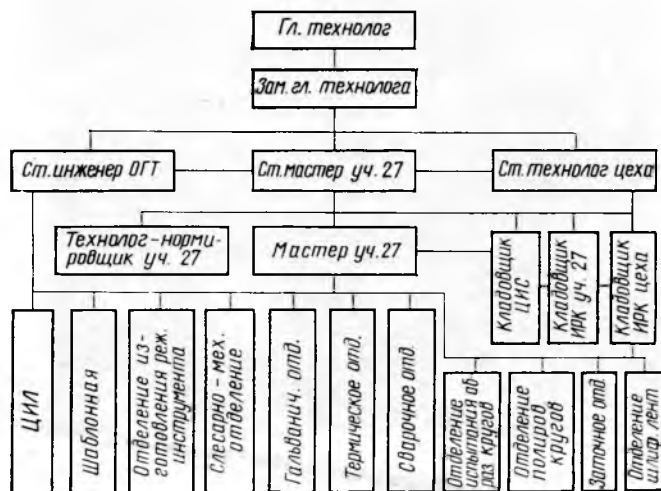 Гл. технолог
Зам. гл. технолога
Ст. инженер ОГТ
Ст. мастер уч. 27
Ст. технолог цеха
Технолог-норми-
ровщик уч. 27
Мастер уч. 27
Кладовщик
ЦИС
Кладовщик
ИРК уч. 27
Кладовщик
ИРК цеха
ЦИЛ
Шаблонная
Отделение из-
готовления реж.
инструмента
Слесарно-мех.
отделение
Гальванич. отд.
Термическое отд.
Сварочное отд.
Отделение
испытания аб
раз кругов
Отделение
полиров
кругов
Заточное отд.
Отделение
шлиф. лент